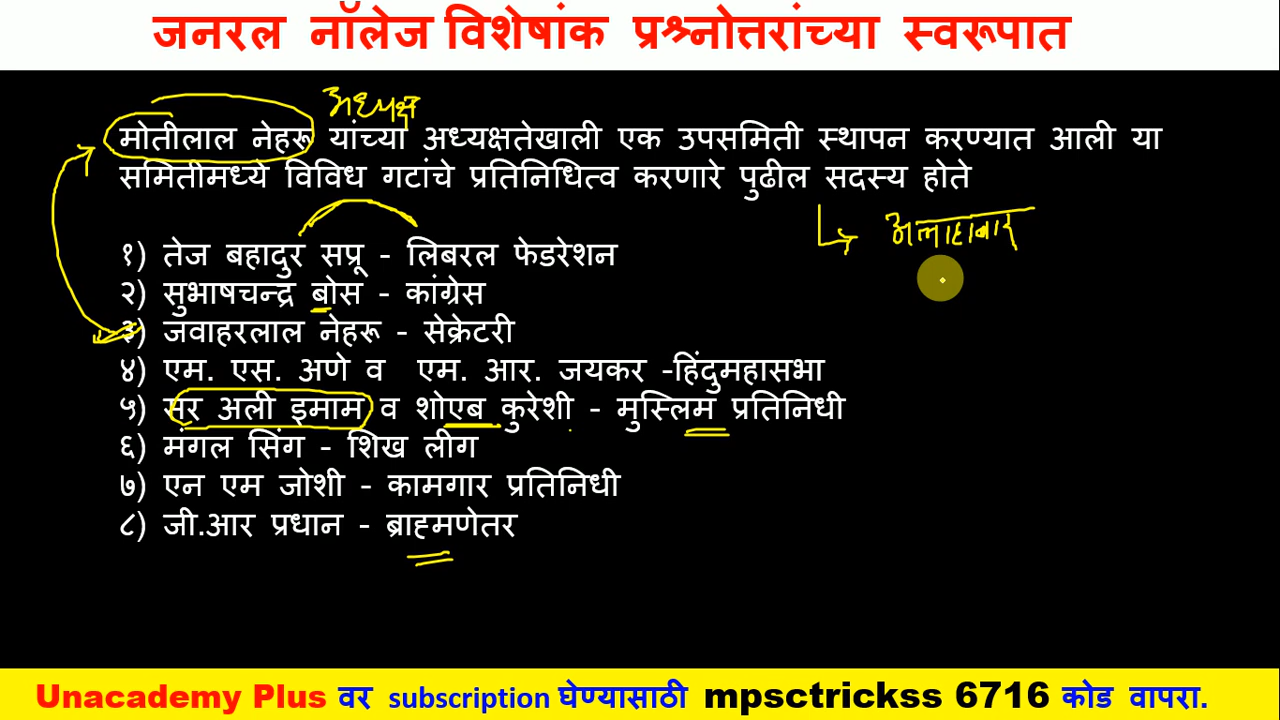 जनरल नॉलेज विशेषांक प्रश्नोत्तरांच्या स्वरूपात
अध्यक्ष
मोतीलाल नेहरू यांच्या अध्यक्षतेखाली एक उपसमिती स्थापन करण्यात आली या
समितीमध्ये विविध गटांचे प्रतिनिधित्व करणारे पुढील सदस्य होते
अलाहाबाद
१) तेज बहादुर सप्रू - लिबरल फेडरेशन
२) सुभाषचन्द्र बोस - कांग्रेस
३) जवाहरलाल नेहरू - सेक्रेटरी
४) एम. एस. अणे व एम. आर. जयकर -हिंदुमहासभा
५) सर अली इमाम व शोएब कुरेशी - मुस्लिम प्रतिनिधी
६) मंगल सिंग - शिख लीग
७) एन एम जोशी - कामगार प्रतिनिधी
८) जी.आर प्रधान - ब्राह्मणेतर
Unacademy Plus वर subscription घेण्यासाठी mpsctrickss 6716 कोड वापरा.